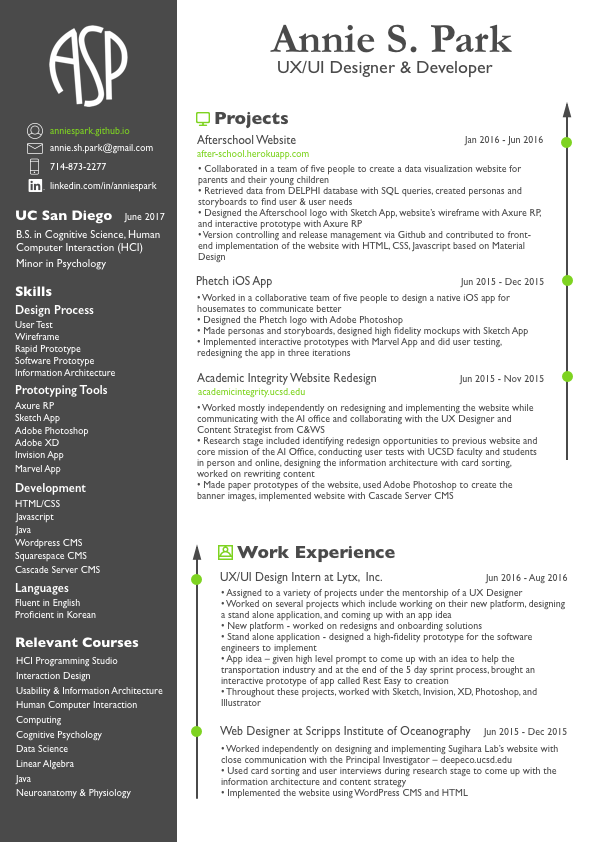 ASP
anniespark.github.io
annie.sh.park@gmail.com
714-873-2277
in linkedin.com/in/anniespark
UC San Diego June 2017
B.S. in Cognitive Science, Human
Computer Interaction (HCI)
Minor in Psychology
Skills
Design Process
User Test
Wireframe
Rapid Prototype
Software Prototype
Information Architecture
Prototyping Tools
Axure RP
Sketch App
Adobe Photoshop
Adobe XD
Invision App
Marvel App
Development
HTML/CSS
Javascript
Java
Wordpress CMS
Squarespace CMS
Cascade Server CMS
Languages
Fluent in English
Proficient in Korean
Relevant Courses
HCI Programming Studio
Interaction Design
Usability & Information Architecture
Human Computer Interaction
Computing
Cognitive Psychology
Data Science
Linear Algebra
Java
Neuroanatomy & Physiology
Annie S. Park
UX/UI Designer & Developer
Projects
Afterschool Website Jan 2016 - Jun 2016
after-school.herokuapp.com
• Collaborated in a team of five people to create a data visualization website for
parents and their young children
• Retrieved data from DELPHI database with SQL queries, created personas and
storyboards to find user & user needs
• Designed the Afterschool logo with Sketch App, website's wireframe with Axure RP,
and interactive prototype with Axure RP
• Version controlling and release management via Github and contributed to front-
end implementation of the website with HTML, CSS, Javascript based on Material
Design
Phetch iOS App Jun 2015 - Dec 2015
• Worked in a collaborative team of five people to design a native iOS app for
housemates to communicate better
• Designed the Phetch logo with Adobe Photoshop
• Made personas and storyboards, designed high fidelity mockups with Sketch App
• Implemented interactive prototypes with Marvel App and did user testing,
redesigning the app in three iterations
Academic Integrity Website Redesign Jun 2015 - Nov 2015
academicintegrity.ucsd.edu
• Worked mostly independently on redesigning and implementing the website while
communicating with the AI office and collaborating with the UX Designer and
Content Strategist from C&WS
• Research stage included identifying redesign opportunities to previous website and
core mission of the AI Office, conducting user tests with UCSD faculty and students
in person and online, designing the information architecture with card sorting,
worked on rewriting content
• Made paper prototypes of the website, used Adobe Photoshop to create the
banner images, implemented website with Cascade Server CMS
Work Experience
UX/UI Design Intern at Lytx, Inc. Jun 2016 - Aug 2016
• Assigned to a variety of projects under the mentorship of a UX Designer
• Worked on several projects which include working on their new platform, designing
a stand alone application, and coming up with an app idea
• New platform - worked on redesigns and onboarding solutions
• Stand alone application - designed a high-fidelity prototype for the software
engineers to implement
• App idea – given high level prompt to come up with an idea to help the
transportation industry and at the end of the 5 day sprint process, brought an
interactive prototype of app called Rest Easy to creation
• Throughout these projects, worked with Sketch, Invision, XD, Photoshop, and
Illustrator
Web Designer at Scripps Institute of Oceanography Jun 2015 - Dec 2015
• Worked independently on designing and implementing Sugihara Lab's website with
close communication with the Principal Investigator – deepeco.ucsd.edu
• Used card sorting and user interviews during research stage to come up with the
information architecture and content strategy
• Implemented the website using WordPress CMS and HTML